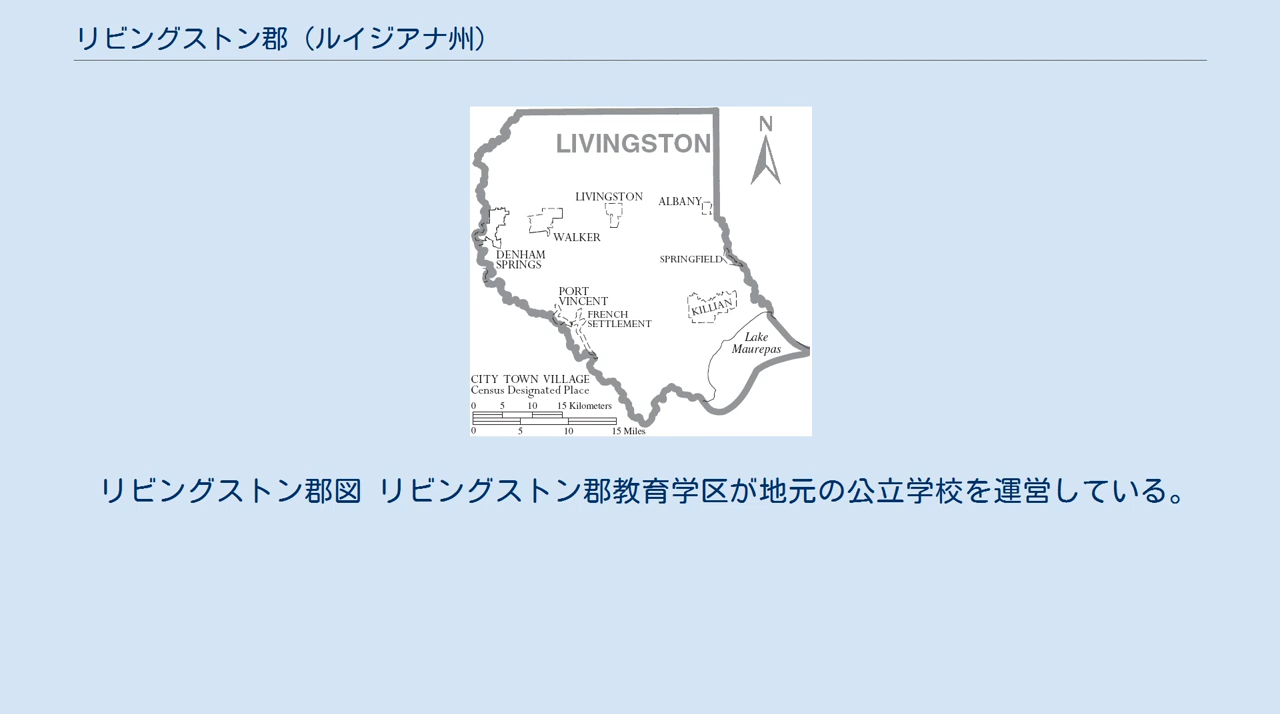 リビングストン郡（ルイジアナ州）
LIVINGSTON
N
LIVINGSTON
ALBANY
WALKER
DENHAM
SPRINGS
SPRINGFIELD
PORT
VINCENT
FRENCH
SETTLEMENT
KILLIAN
Lake
Maurepas
CITY TOWN VILLAGE
Census Designated Place
0 5 10 15 Kilometers
0 5 10 15 Miles
リビングストン郡図 リビングストン郡教育学区が地元の公立学校を運営している。